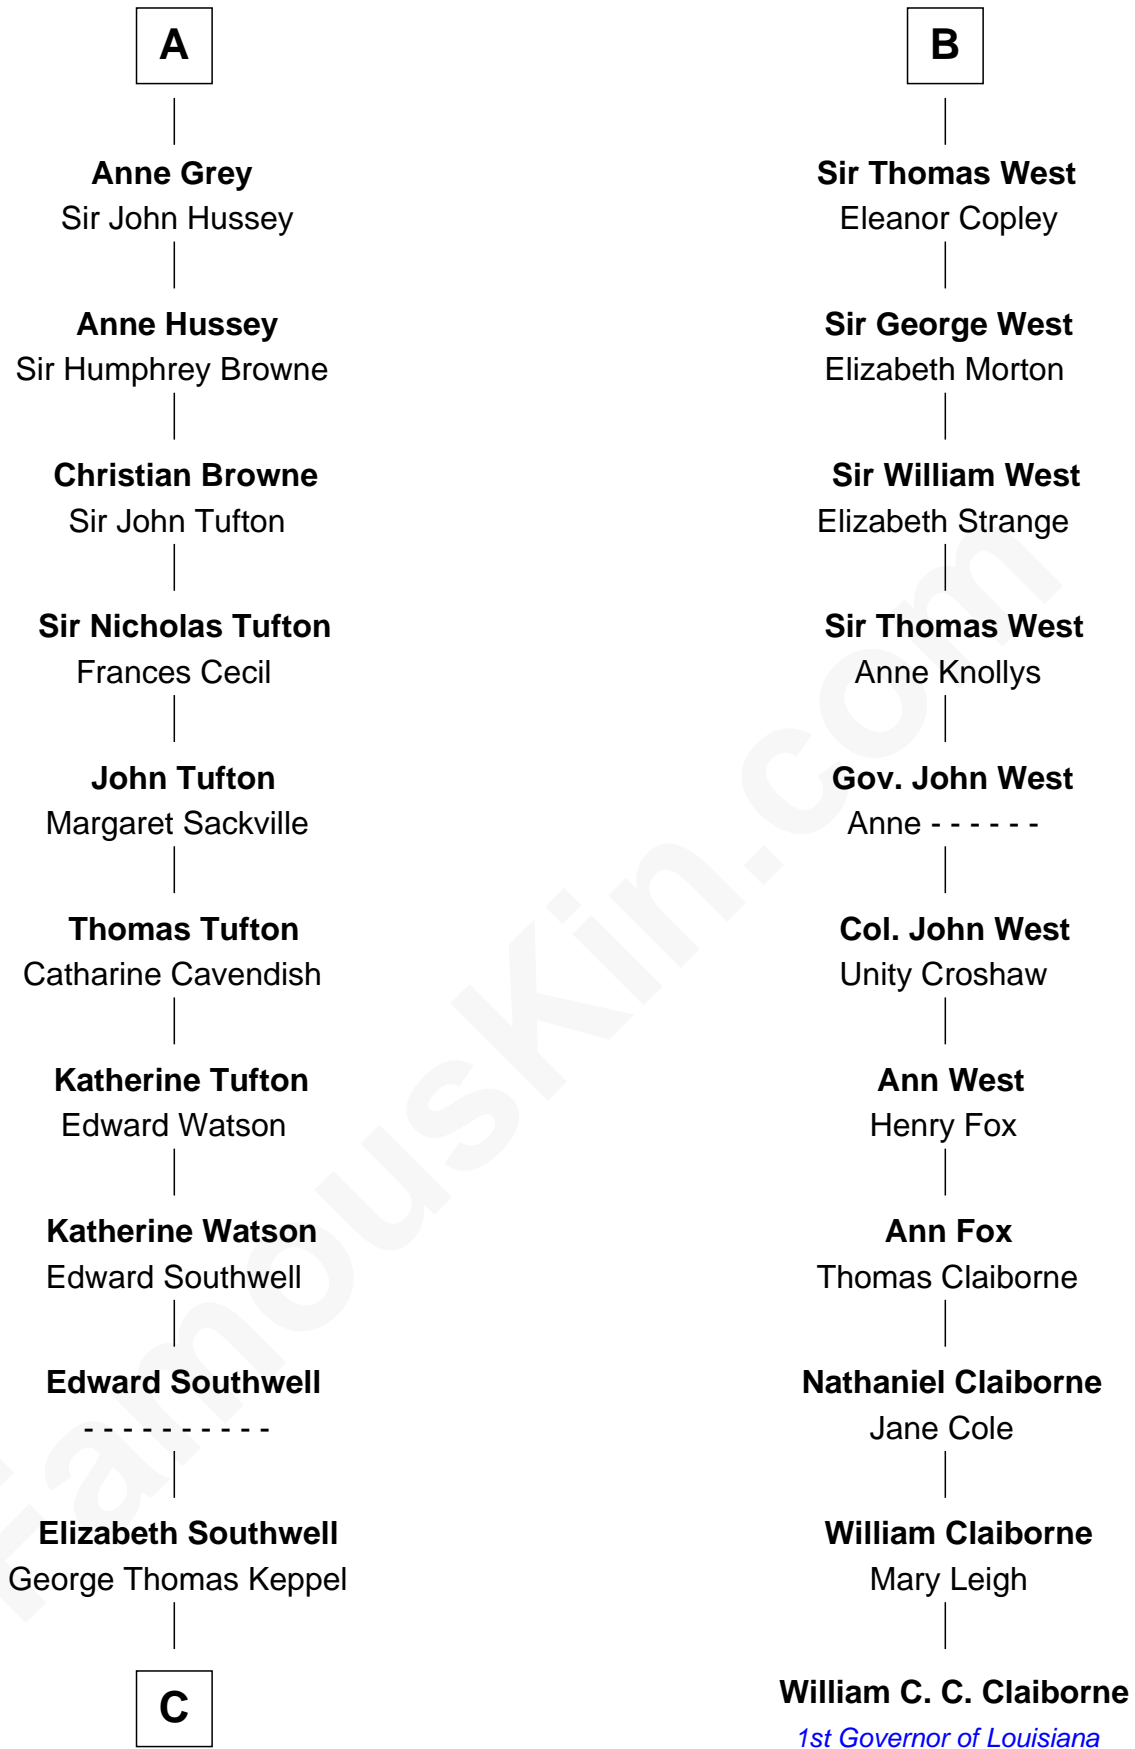 A
Anne Grey
Sir John Hussey
Anne Hussey
Sir Humphrey Browne
Christian Browne
Sir John Tufton
Sir Nicholas Tufton
Frances Cecil
John Tufton
Margaret Sackville
Thomas Tufton
Catharine Cavendish
Katherine Tufton
Edward Watson
Katherine Watson
Edward Southwell
Edward Southwell
- - - - - - - - - -
Elizabeth Southwell
George Thomas Keppel
C
B
Sir Thomas West
Eleanor Copley
Sir George West
Elizabeth Morton
Sir William West
Elizabeth Strange
Sir Thomas West
Anne Knollys
Gov. John West
Anne - - - - - -
Col. John West
Unity Croshaw
Ann West
Henry Fox
Ann Fox
Thomas Claiborne
Nathaniel Claiborne
Jane Cole
William Claiborne
Mary Leigh
William C. C. Claiborne
1st Governor of Louisiana
FamousKin.com